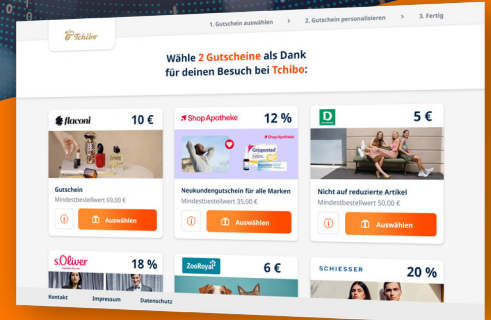 Tchibo
1. Gutschein auswählen > 2. Gutschein personalisieren > 3. Fertig
Wähle 2 Gutscheine als Dank
für deinen Besuch bei Tchibo:
flaconi 10 €
Gutschein
Mindestbestellwert 69,00 €
Auswählen
Shop Apotheke 12 %
Shop Apotheke
Grippostad
Neukundengutschein für alle Marken
Mindestbestellwert 35,00 €
Auswählen
D 5 €
Nicht auf reduzierte Artikel
Mindestbestellwert 50,00 €
Auswählen
s.Oliver 18 %
ZooRoyal 6 €
SCHIESSER 20 %
Kontakt Impressum Datenschutz